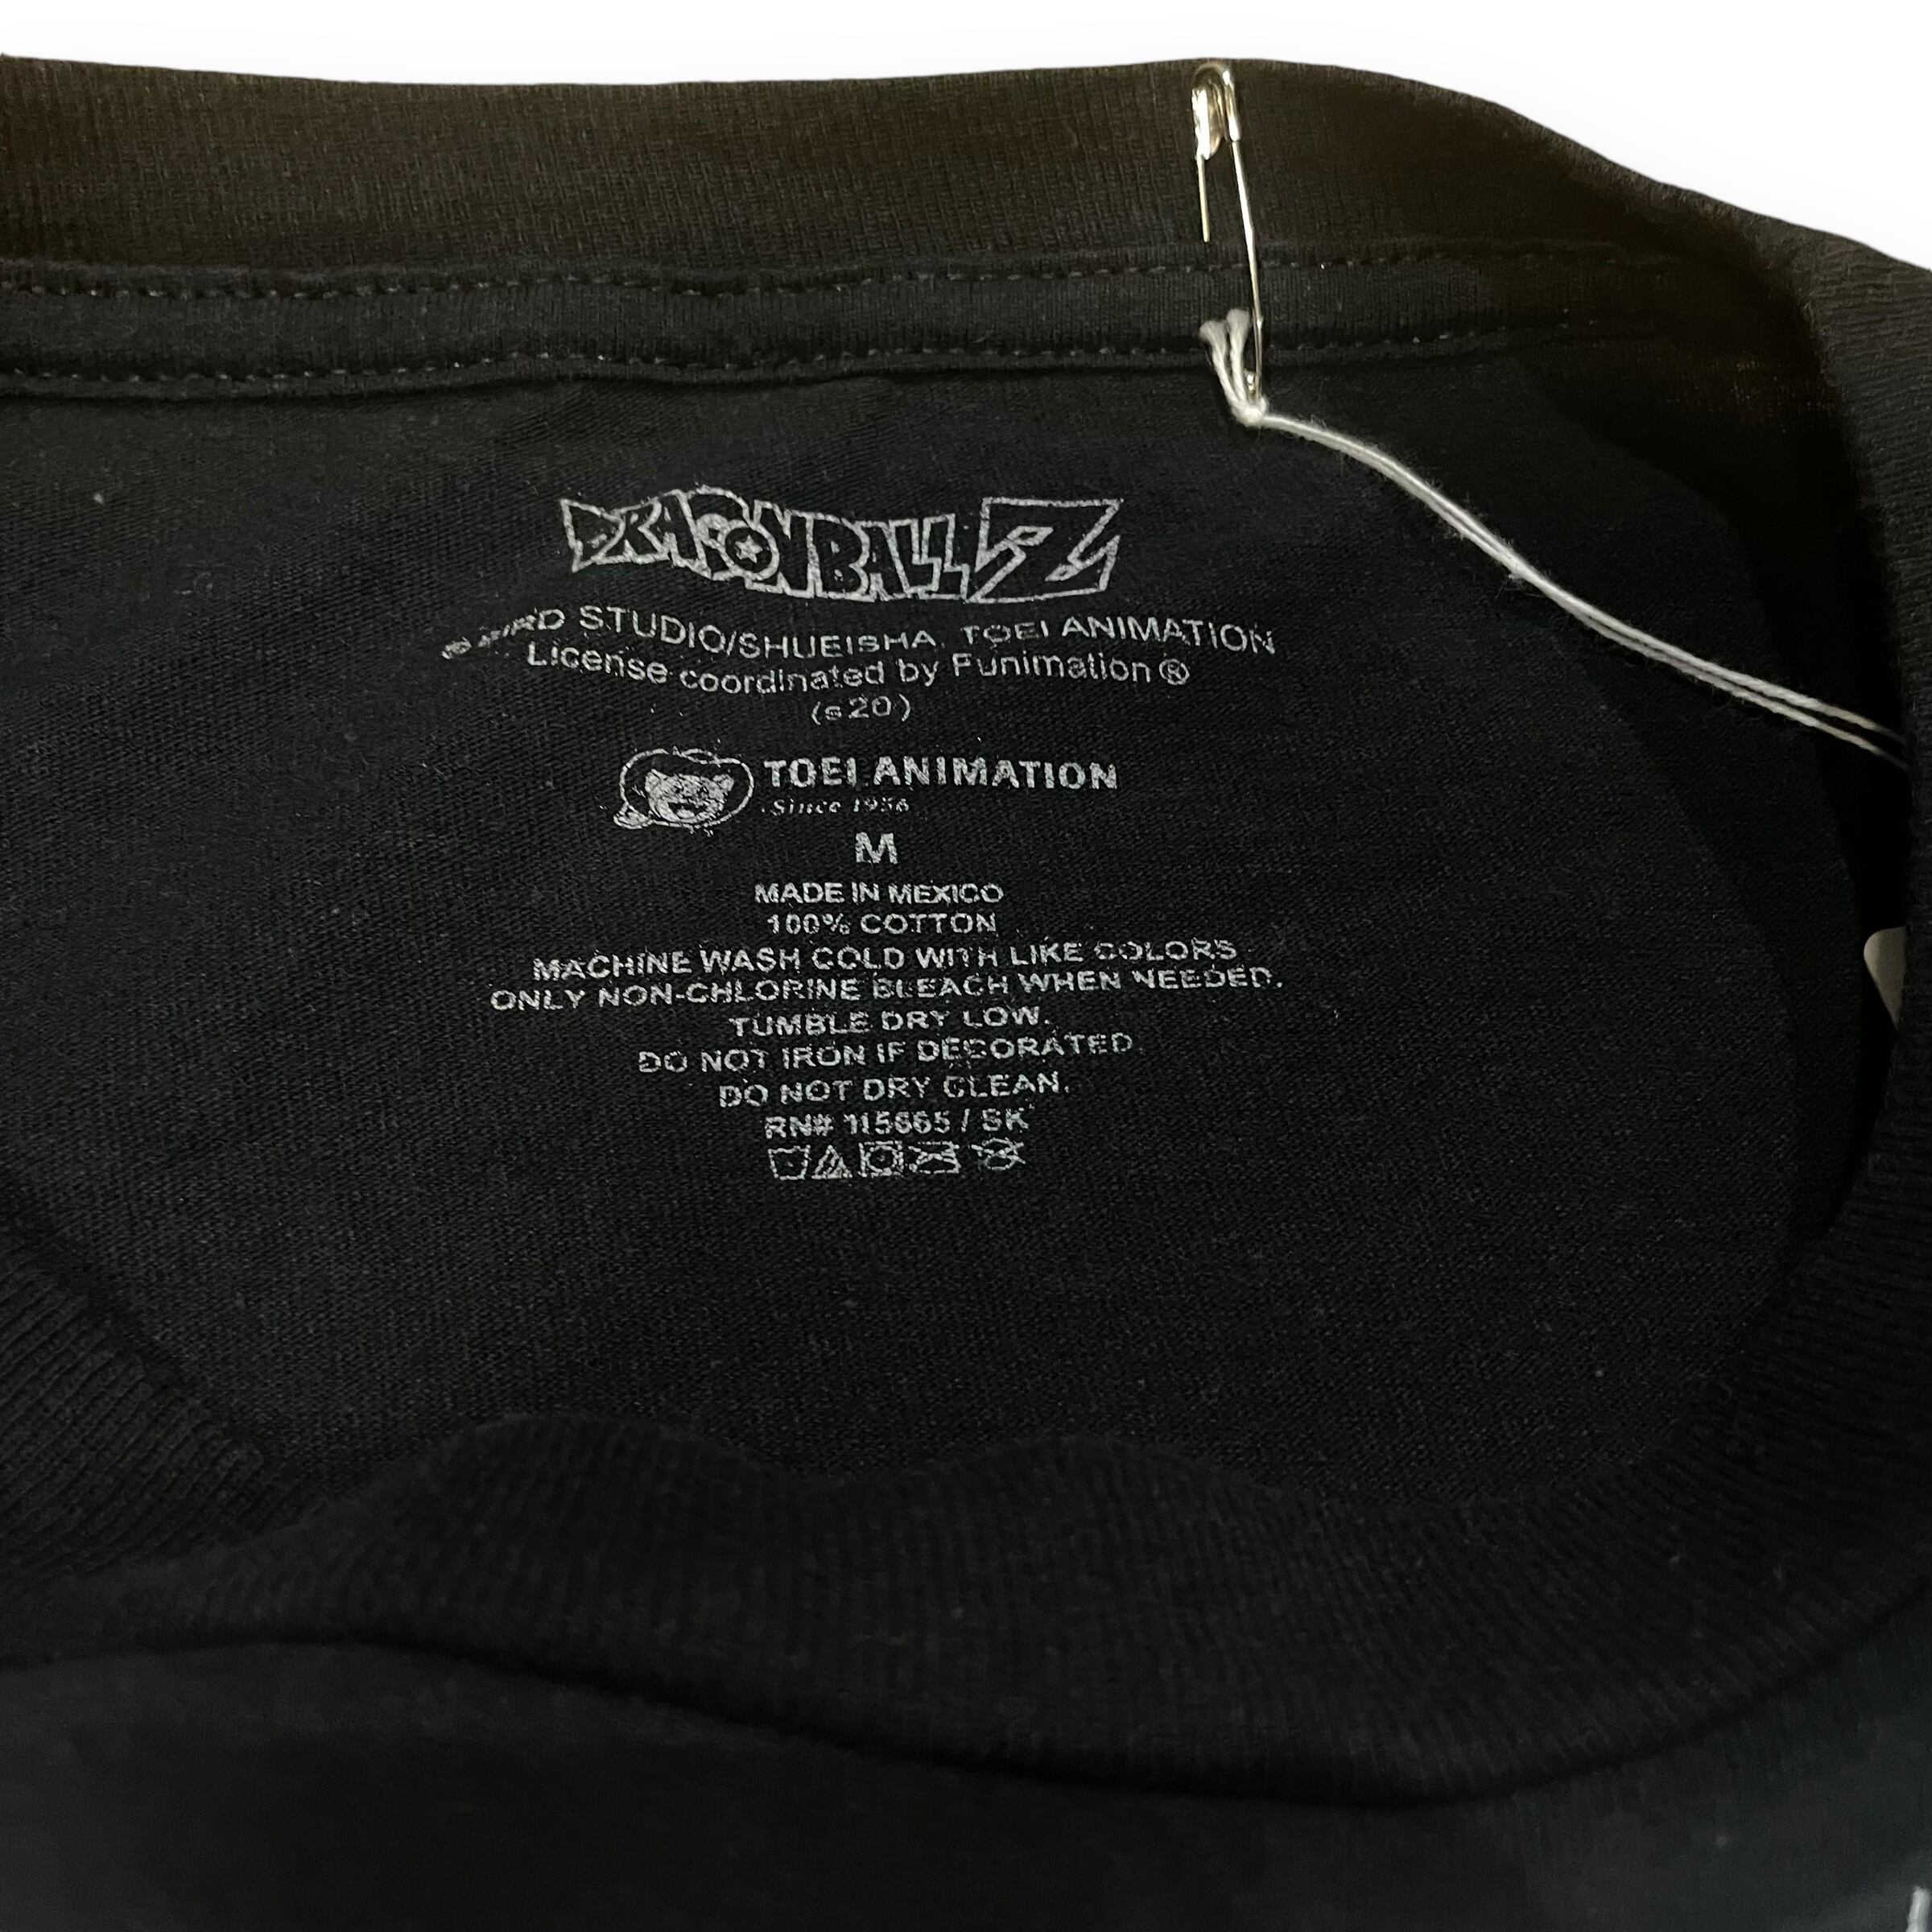 DRAGONBALL Z
BIRD STUDIO/SHUEISHA, TOEI ANIMATION
License coordinated by Funimation®
(s20)
TOEI ANIMATION
Since 1956
M
MADE IN MEXICO
100% COTTON
MACHINE WASH COLD WITH LIKE COLORS
ONLY NON-CHLORINE BLEACH WHEN NEEDED.
TUMBLE DRY LOW.
DO NOT IRON IF DECORATED.
DO NOT DRY CLEAN.
RN# 115665 / SK